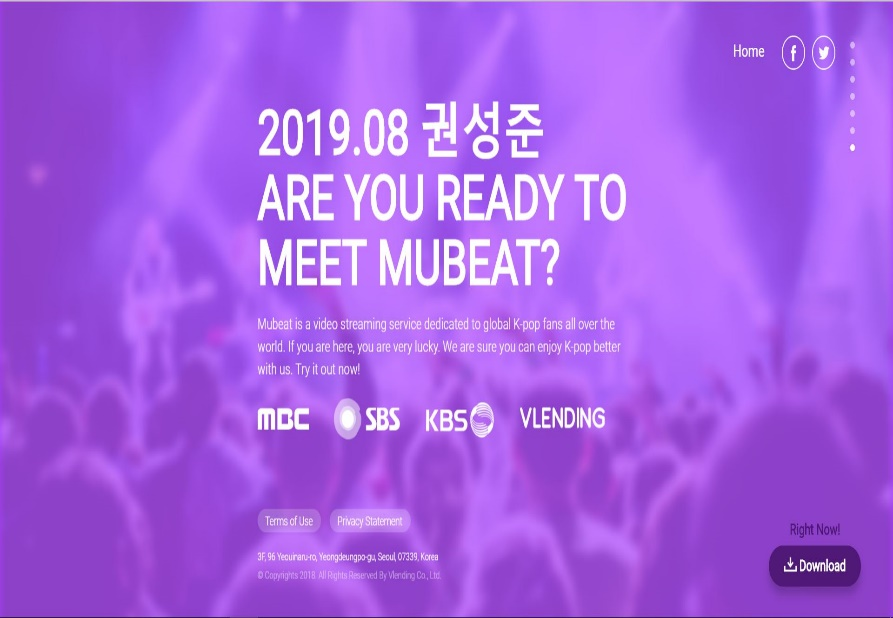 Home
2019.08 권성준
ARE YOU READY TO
MEET MUBEAT?
Mubeat is a video streaming service dedicated to global K-pop fans all over the
world. If you are here, you are very lucky. We are sure you can enjoy K-pop better
with us. Try it out now!
MBC SBS KBS VLENDING
Terms of Use Privacy Statement
3F, 96 Yeouinaru-ro, Yeongdeungpo-gu, Seoul, 07339, Korea
© Copyrights 2018. All Rights Reserved By Vlending Co., Ltd.
Right Now!
Download